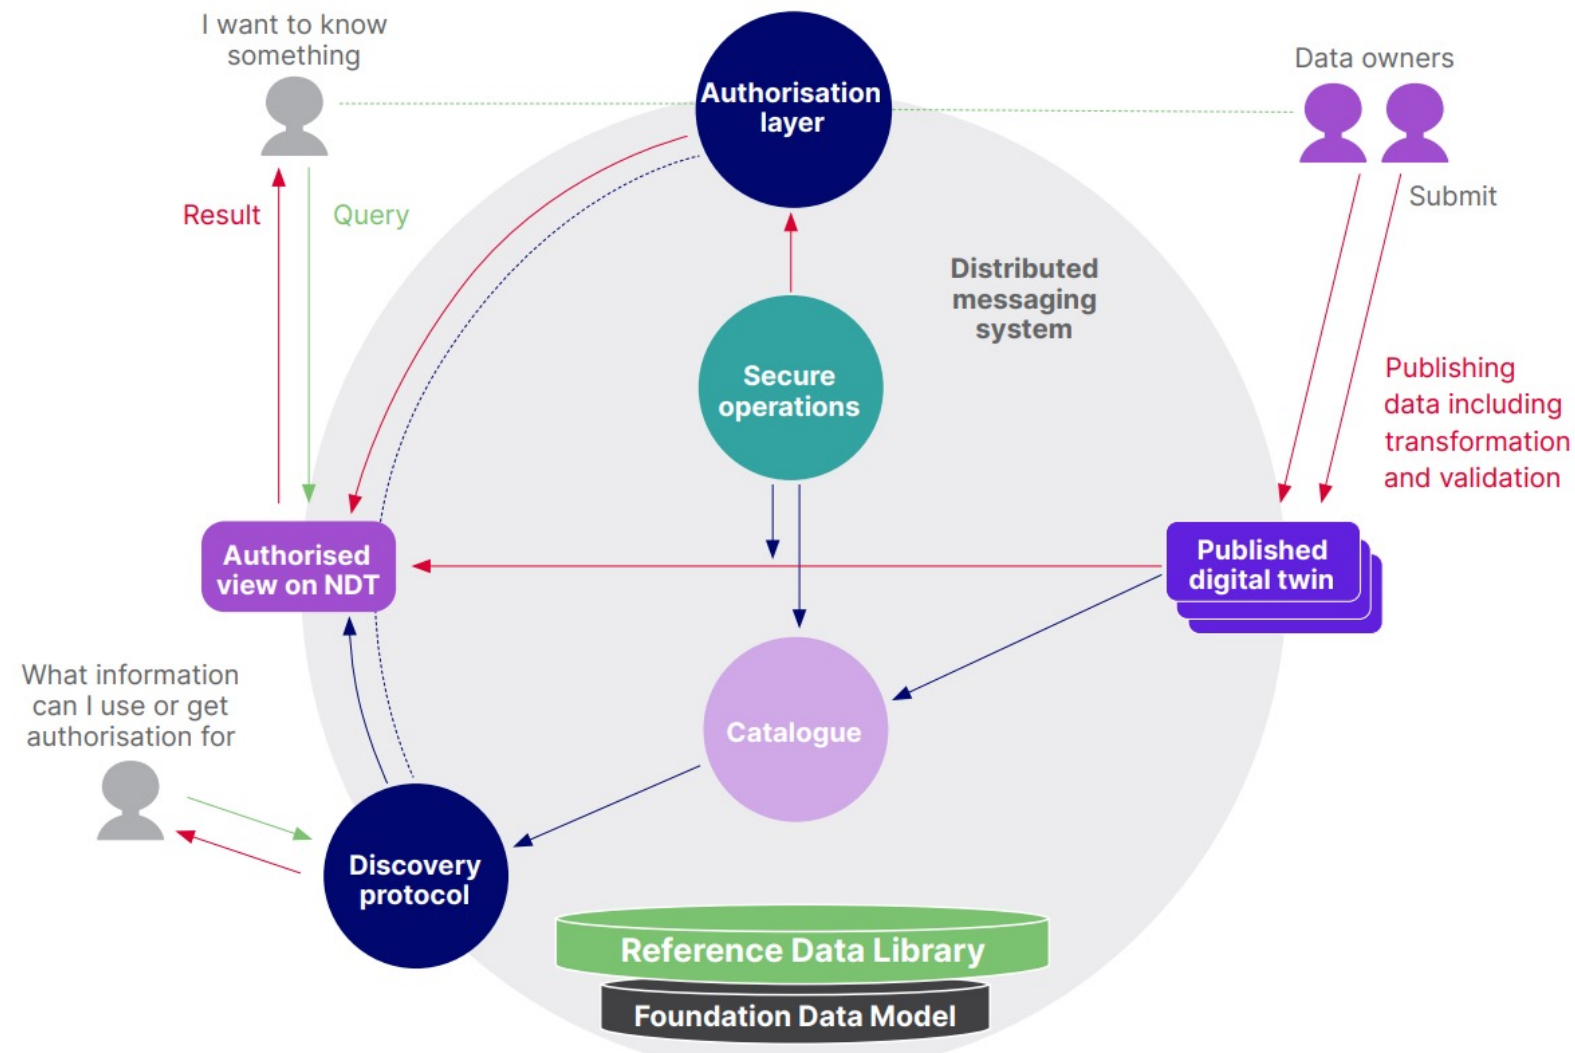 I want to know
something
Authorisation
layer
Data owners
Result
Query
Submit
Distributed
messaging
system
Secure
operations
Publishing
data including
transformation
and validation
Authorised
view on NDT
Published
digital twin
What information
can I use or get
authorisation for
Catalogue
Discovery
protocol
Reference Data Library
Foundation Data Model